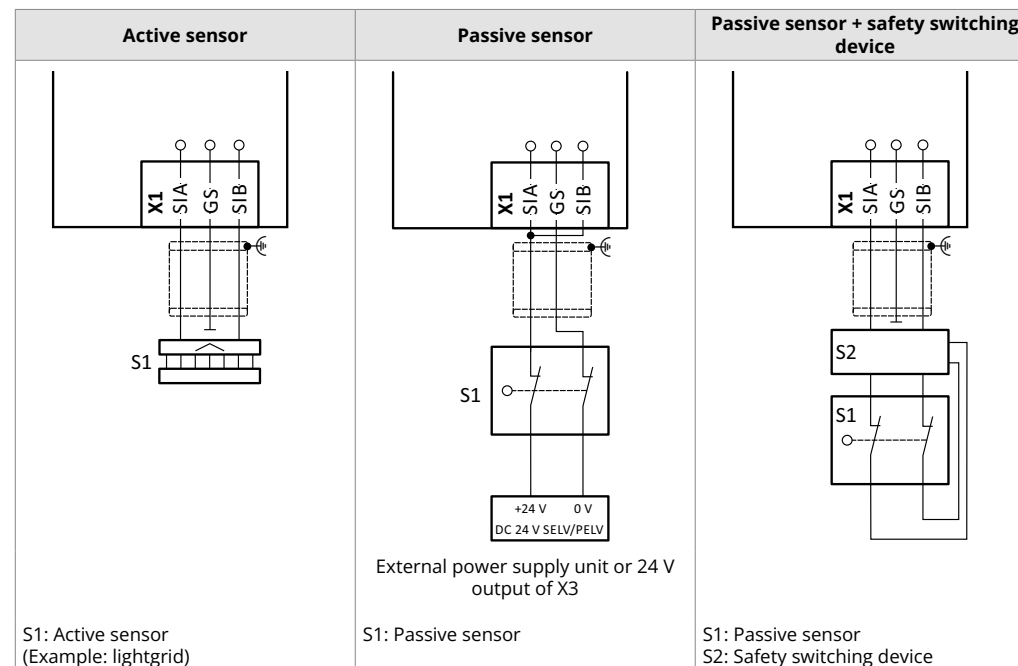 Active sensor
Passive sensor
Passive sensor + safety switching
device
X1
SIA
GS
SIB
S1
X1
SIA
GS
SIB
S1
+24 V 0 V
DC 24 V SELV/PELV
External power supply unit or 24 V
output of X3
X1
SIA
GS
SIB
S2
S1
S1: Active sensor
(Example: lightgrid)
S1: Passive sensor
S1: Passive sensor
S2: Safety switching device